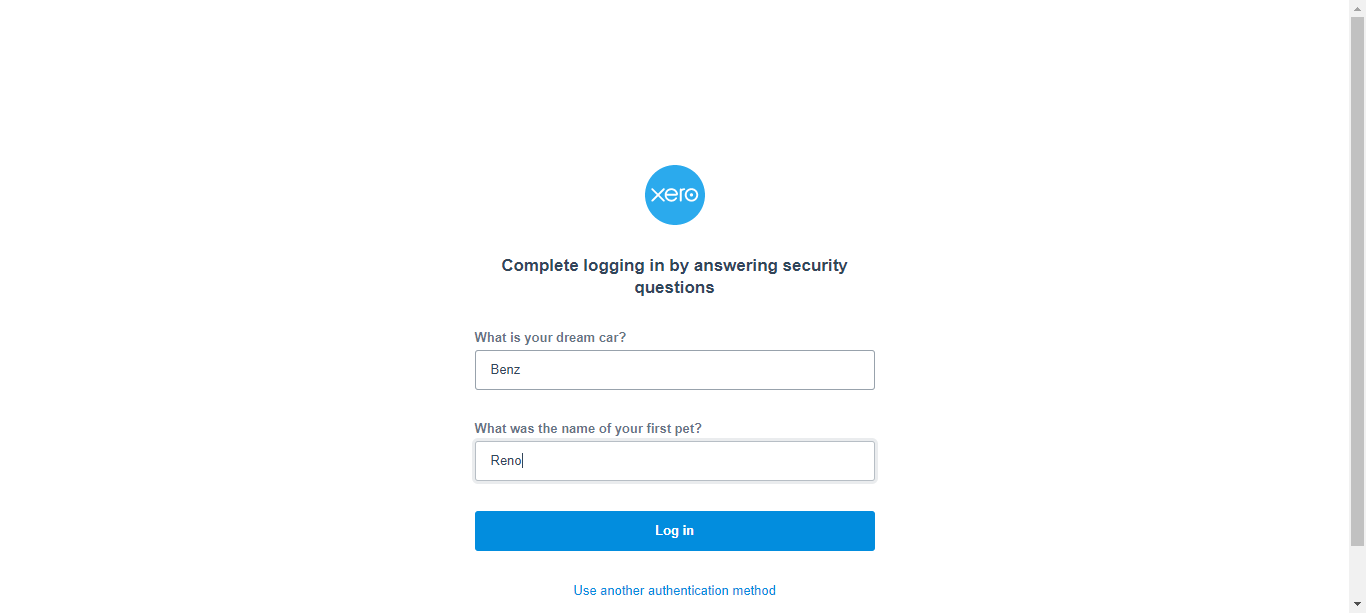 xero
Complete logging in by answering security
questions
What is your dream car?
Benz
What was the name of your first pet?
Reno
Log in
Use another authentication method